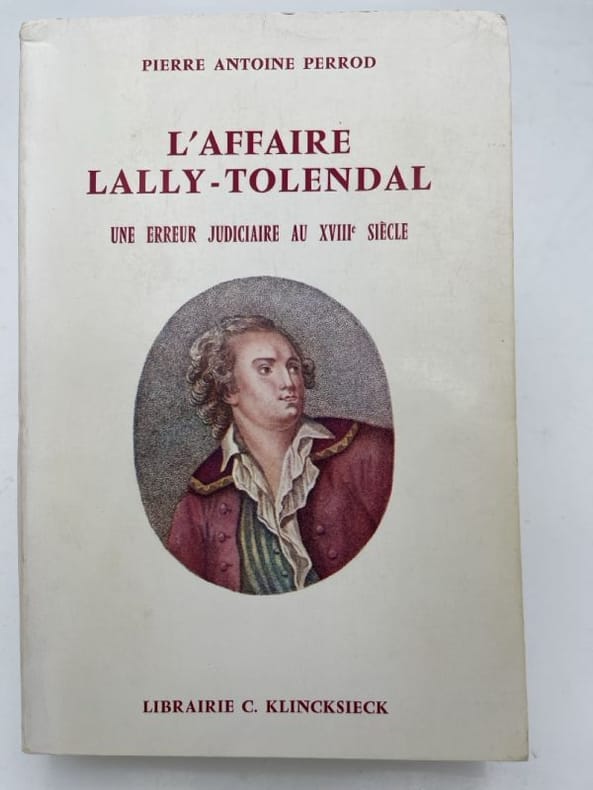 PIERRE ANTOINE PERROD
L'AFFAIRE
LALLY-TOLENDAL
UNE ERREUR JUDICIAIRE AU XVIIIe SIÈCLE
LIBRAIRIE C. KLINCKSIECK